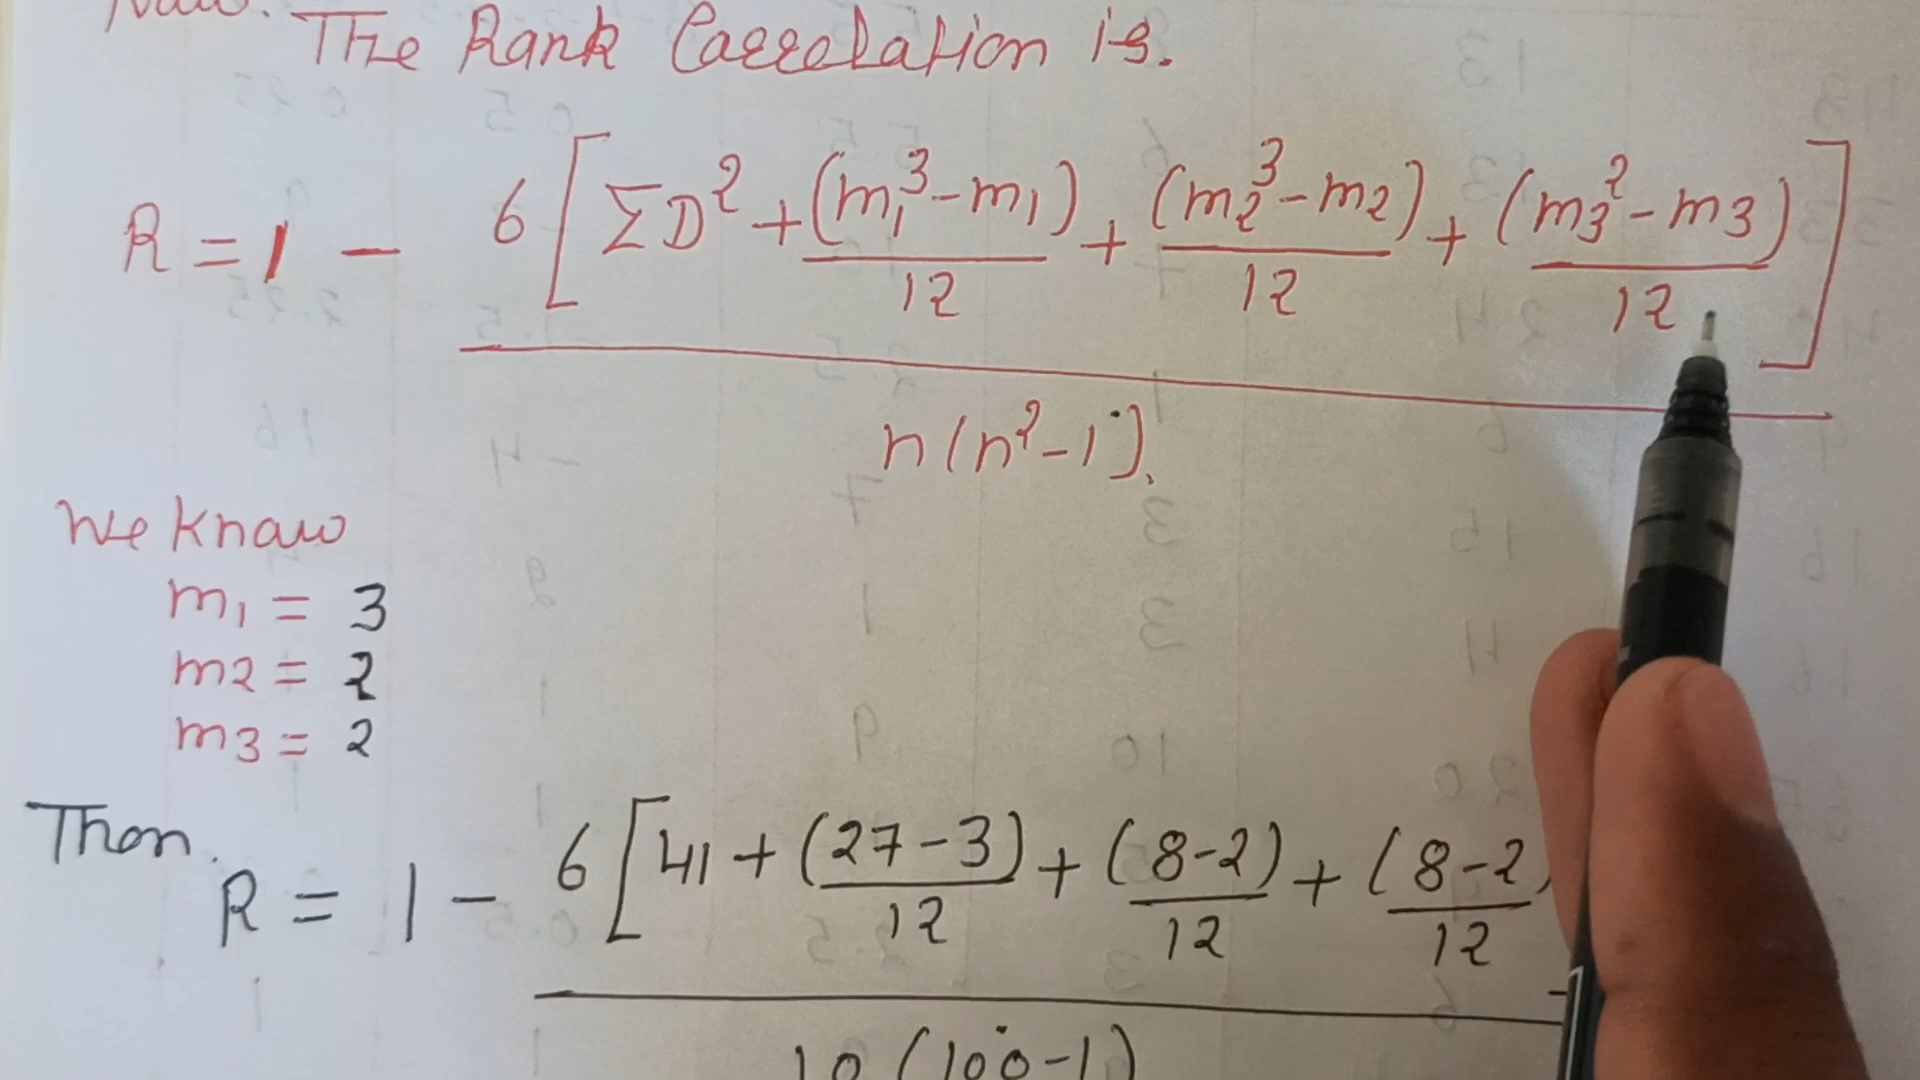 The Rank Correlation is.
R = 1 - 6 [ ΣD² + (m₁³-m₁)/12 + (m₂³-m₂)/12 + (m₃²-m₃)/12 ] / n(n²-1).
We know
m₁ = 3
m2 = 2
m3 = 2
Then.
R = 1 - 6 [ 41 + (27-3)/12 + (8-2)/12 + (8-2/12 / 10(100-1)